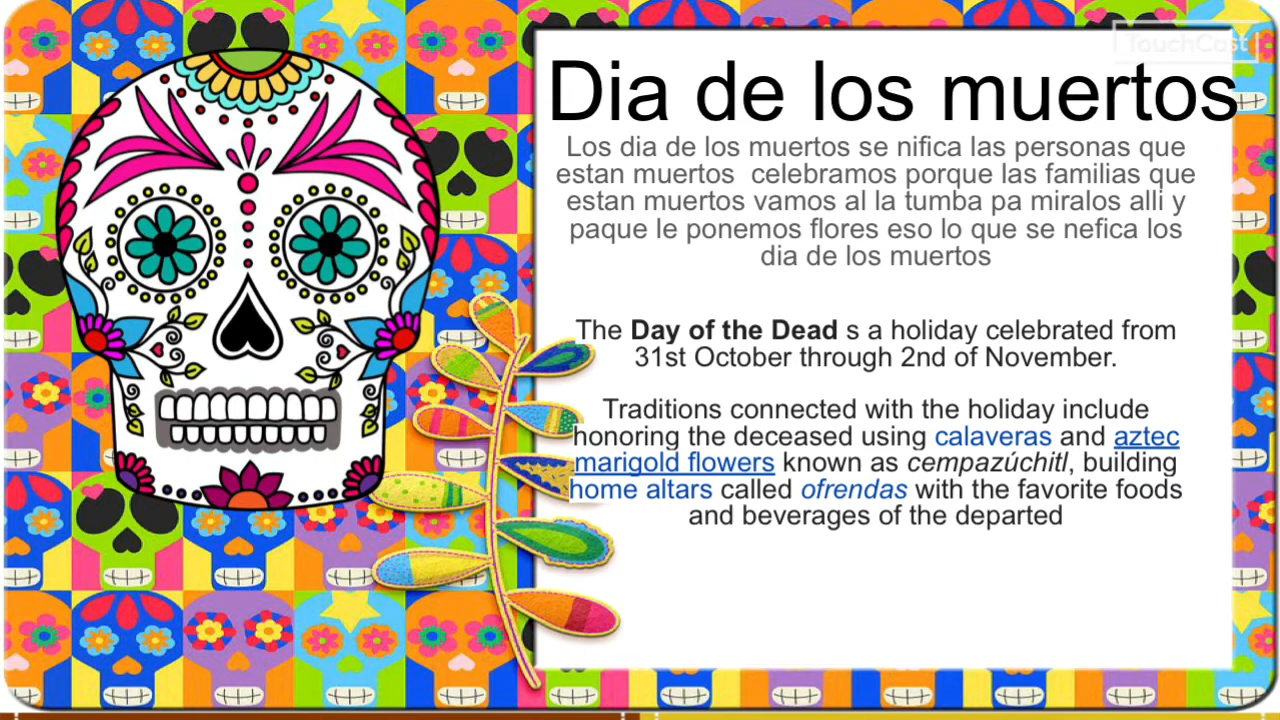 TouchCast
Dia de los muertos
Los dia de los muertos se nifica las personas que
estan muertos  celebramos porque las familias que
estan muertos vamos al la tumba pa miralos alli y
paque le ponemos flores eso lo que se nefica los
dia de los muertos
The Day of the Dead s a holiday celebrated from
31st October through 2nd of November.
Traditions connected with the holiday include
honoring the deceased using calaveras and aztec
marigold flowers known as cempazúchitl, building
home altars called ofrendas with the favorite foods
and beverages of the departed